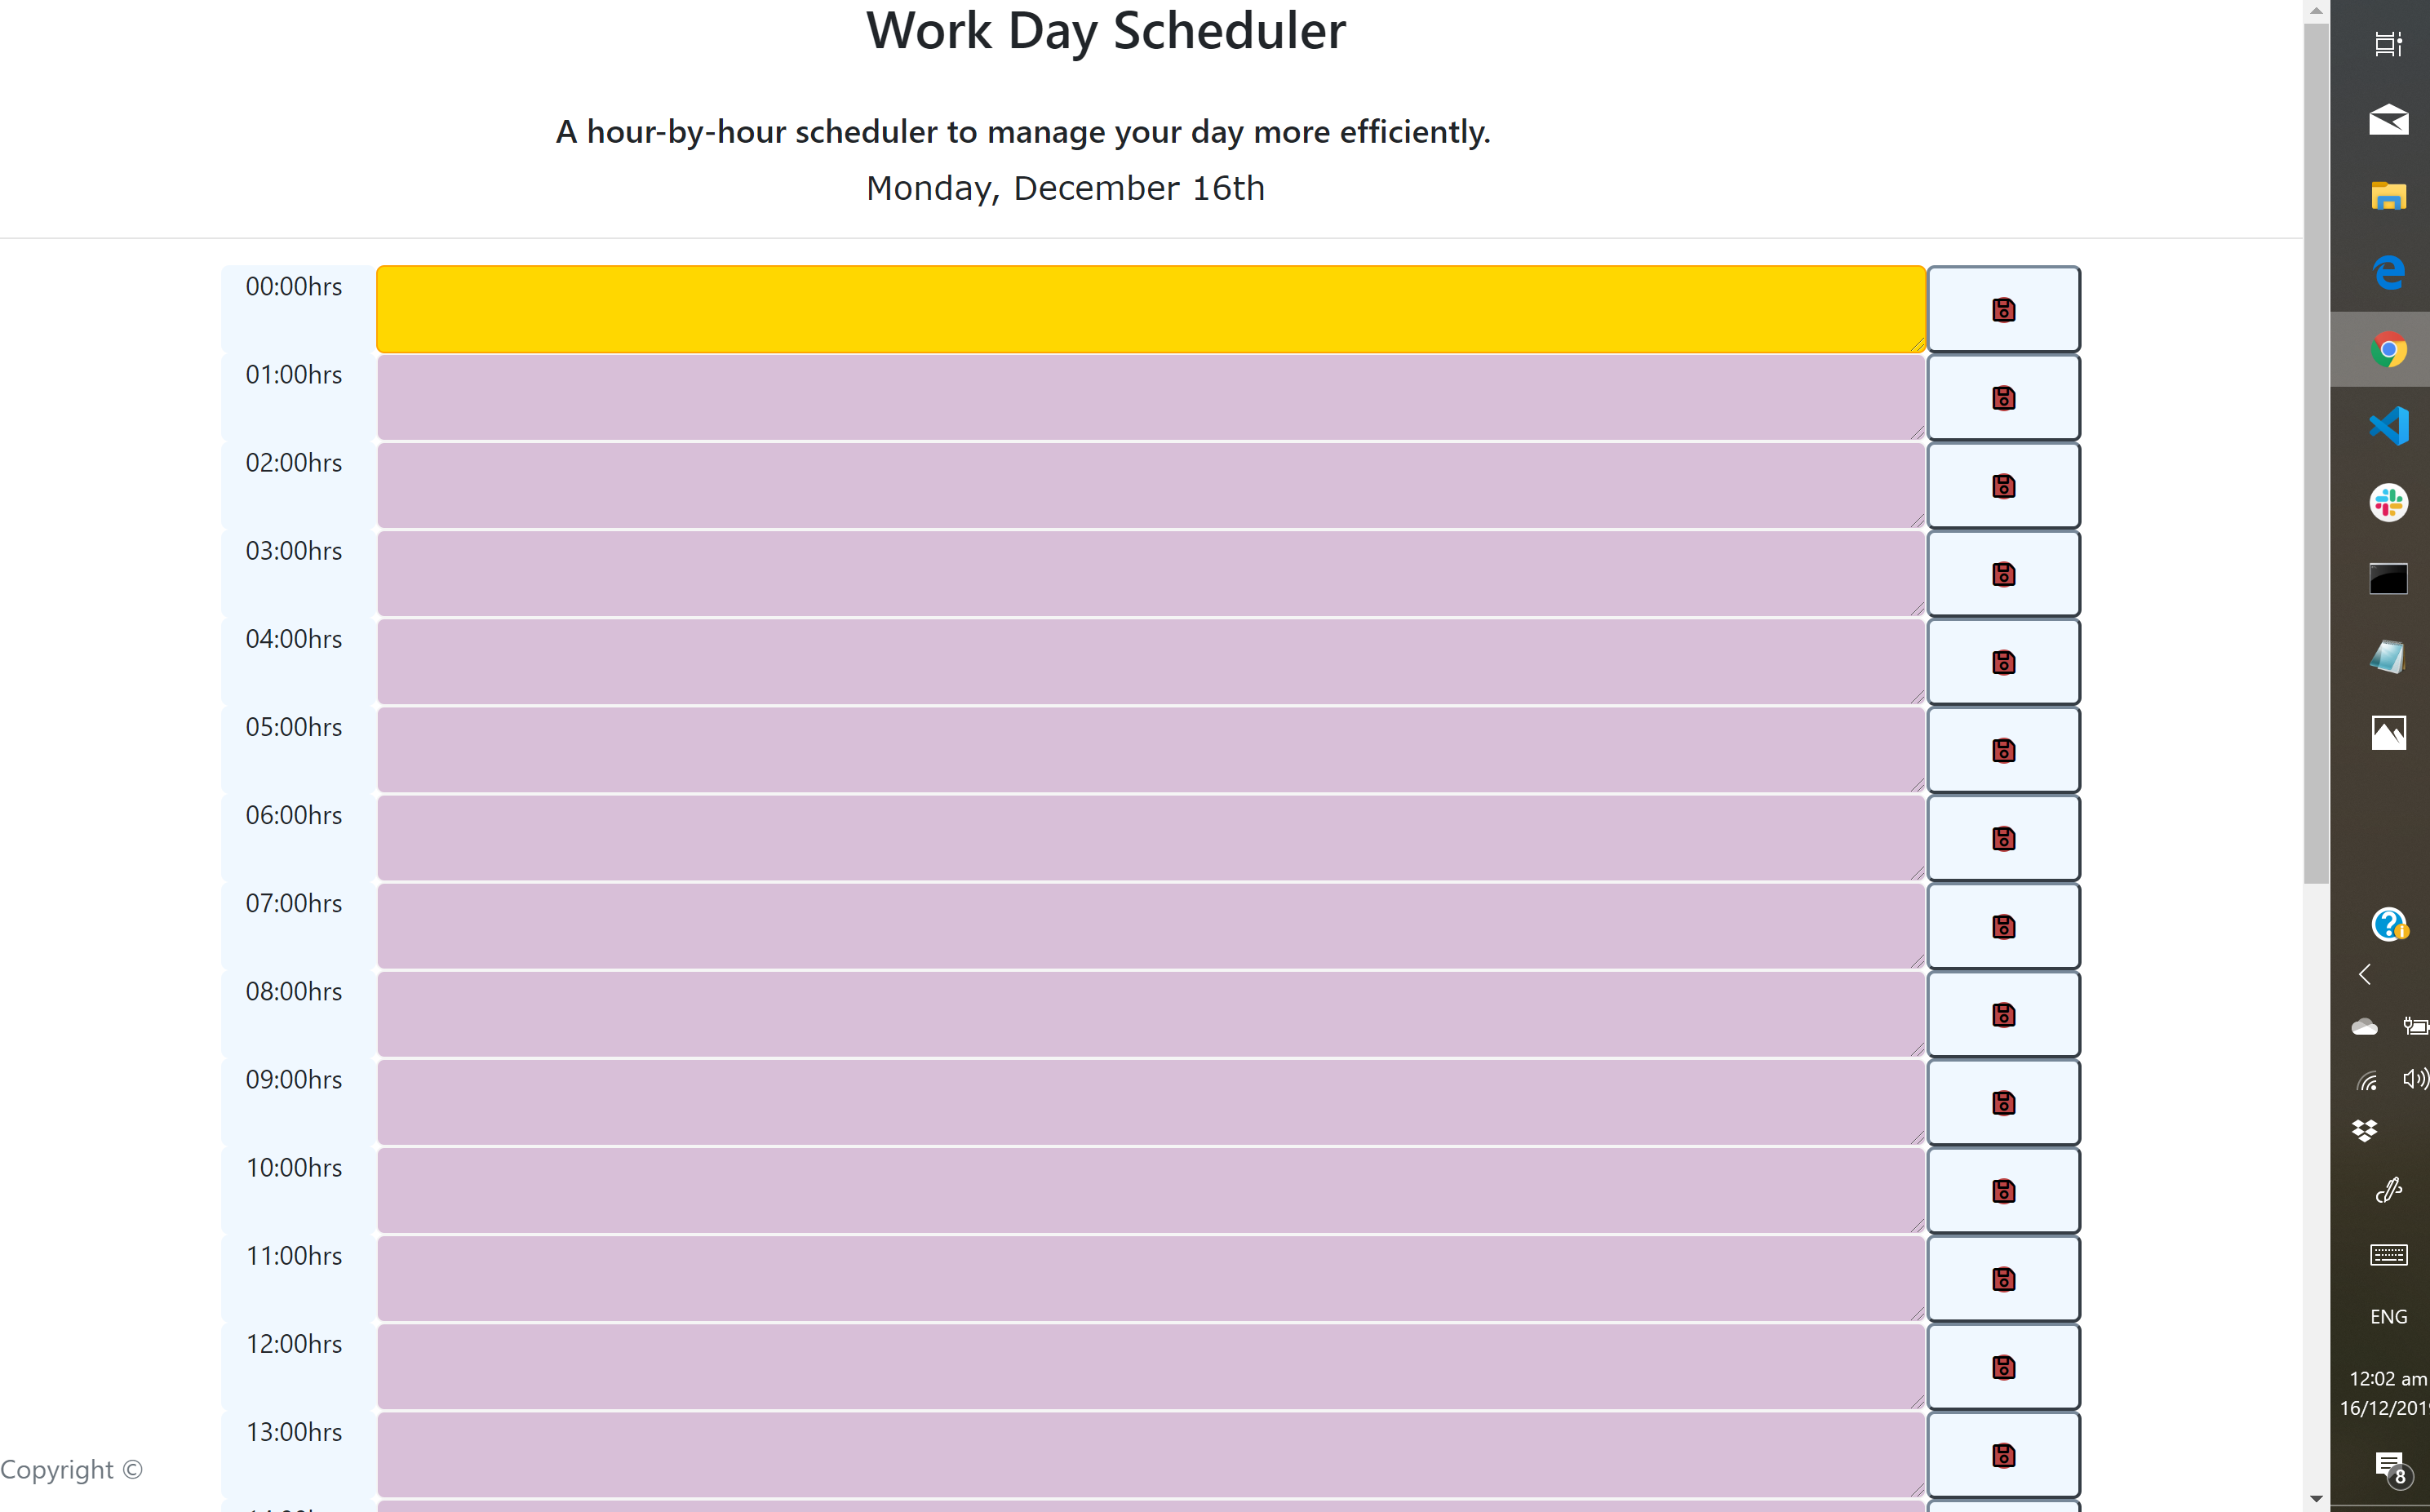 Work Day Scheduler
A hour-by-hour scheduler to manage your day more efficiently.
Monday, December 16th
00:00hrs
01:00hrs
02:00hrs
03:00hrs
04:00hrs
05:00hrs
06:00hrs
07:00hrs
08:00hrs
09:00hrs
10:00hrs
11:00hrs
12:00hrs
13:00hrs
Copyright ©
ENG
12:02 am
16/12/201
8